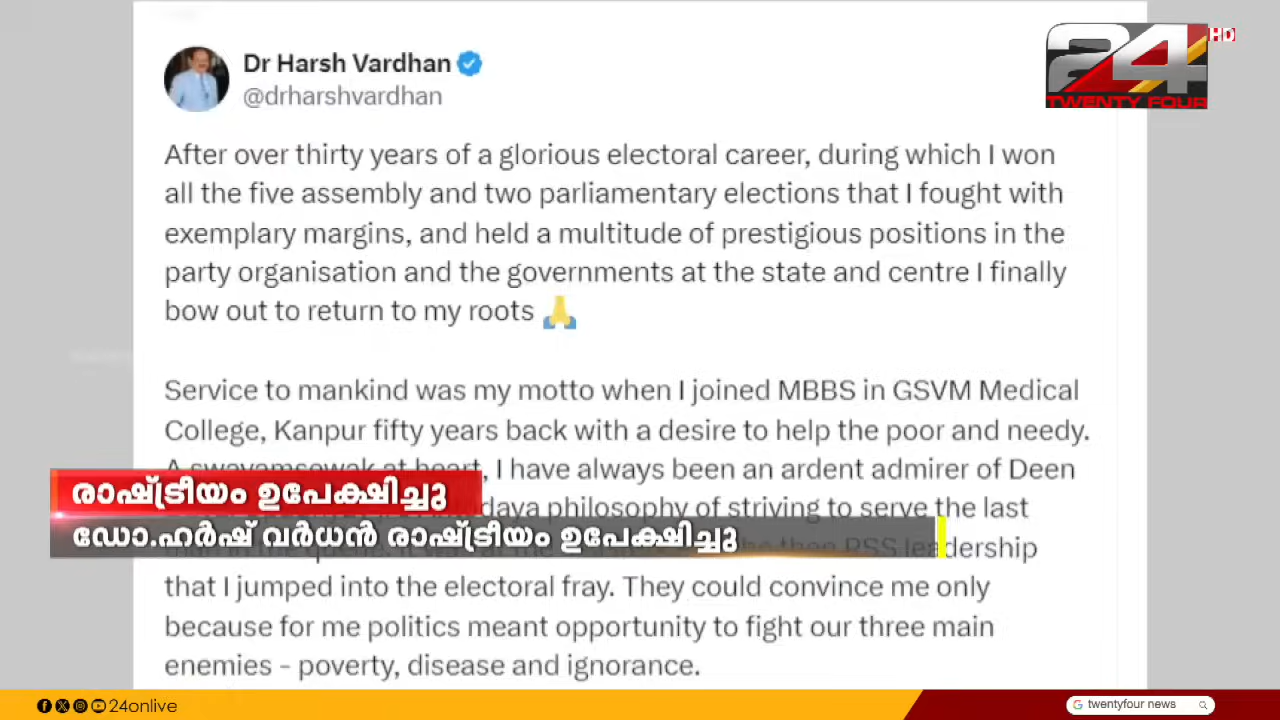 Dr Harsh Vardhan
@drharshvardhan
24 HD
TWENTY FOUR
After over thirty years of a glorious electoral career, during which I won
all the five assembly and two parliamentary elections that I fought with
exemplary margins, and held a multitude of prestigious positions in the
party organisation and the governments at the state and centre I finally
bow out to return to my roots 🙏
Service to mankind was my motto when I joined MBBS in GSVM Medical
College, Kanpur fifty years back with a desire to help the poor and needy.
A swayamsewak at heart, I have always been an ardent admirer of Deen
daya philosophy of striving to serve the last
രാഷ്ട്രീയം ഉപേക്ഷിച്ചു
ഡോ.ഹർഷ് വർധൻ രാഷ്ട്രീയം ഉപേക്ഷിച്ചു
then RSS leadership
that I jumped into the electoral fray. They could convince me only
because for me politics meant opportunity to fight our three main
enemies - poverty, disease and ignorance.
24onlive
twentyfour news